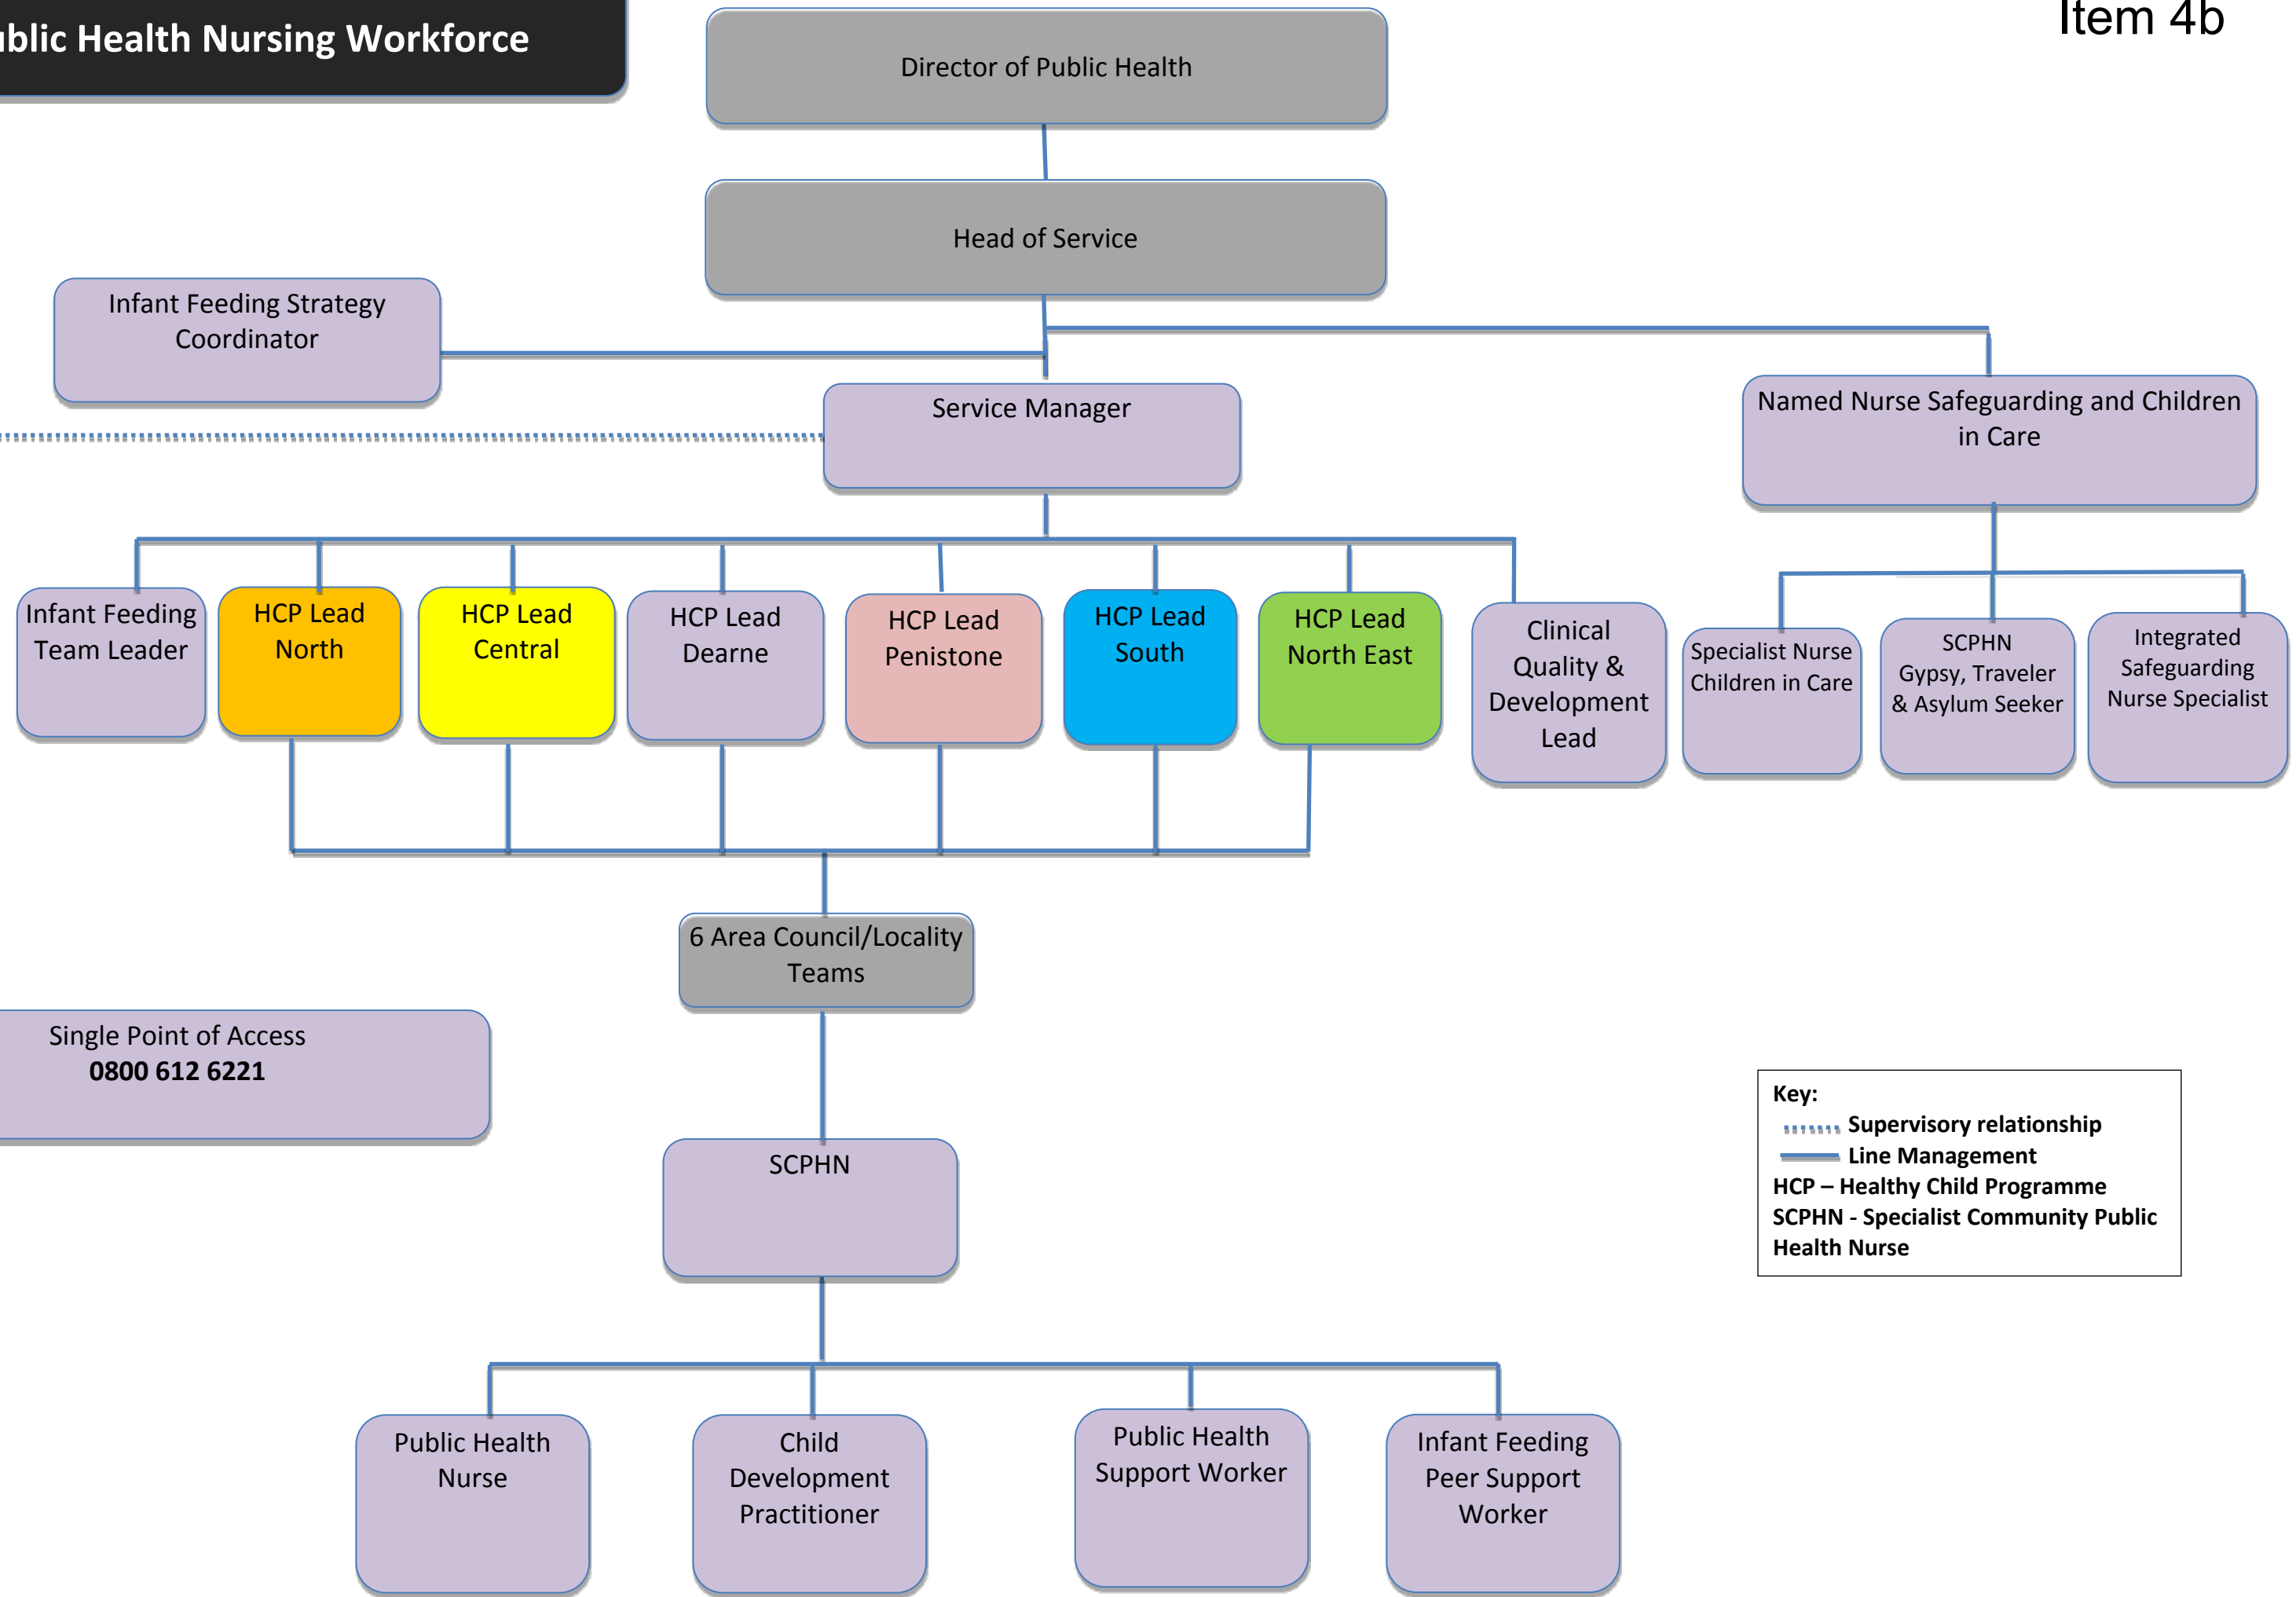 Item 4b
ublic Health Nursing Workforce
Director of Public Health
Head of Service
Infant Feeding Strategy
Coordinator
Service Manager
Named Nurse Safeguarding and Children
in Care
Infant Feeding
Team Leader
HCP Lead
North
HCP Lead
Central
HCP Lead
Dearne
HCP Lead
Penistone
HCP Lead
South
HCP Lead
North East
Clinical
Quality &
Development
Lead
Specialist Nurse
Children in Care
SCPHN
Gypsy, Traveler
& Asylum Seeker
Integrated
Safeguarding
Nurse Specialist
6 Area Council/Locality
Teams
Single Point of Access
0800 612 6221
SCPHN
Key:
Supervisory relationship
Line Management
HCP – Healthy Child Programme
SCPHN - Specialist Community Public
Health Nurse
Public Health
Nurse
Child
Development
Practitioner
Public Health
Support Worker
Infant Feeding
Peer Support
Worker